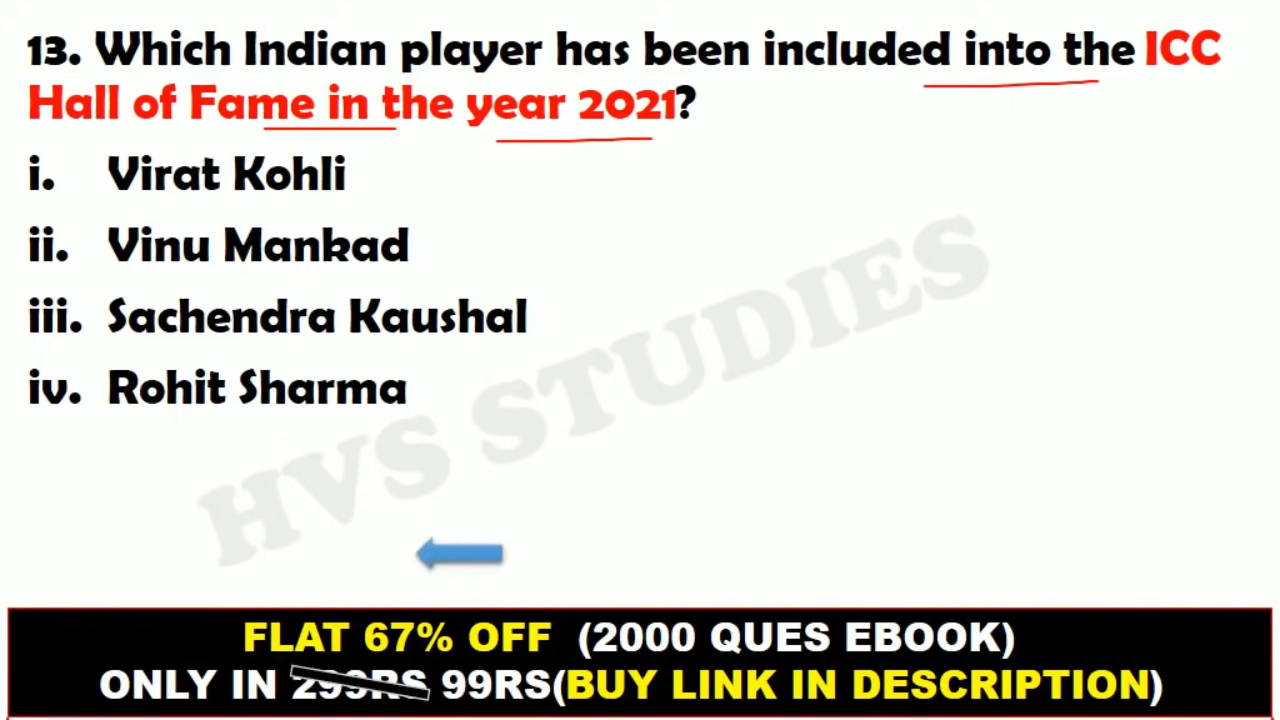 13. Which Indian player has been included into the ICC
Hall of Fame in the year 2021?
i. Virat Kohli
ii. Vinu Mankad
iii. Sachendra Kaushal
iv. Rohit Sharma
HVS STUDIES
FLAT 67% OFF (2000 QUES EBOOK)
ONLY IN 299RS 99RS(BUY LINK IN DESCRIPTION)